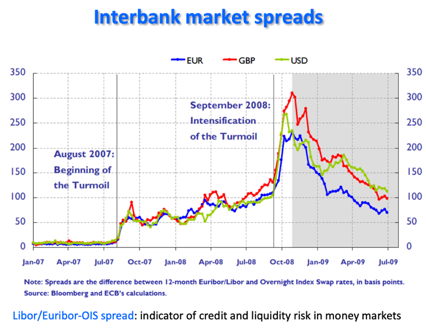 Interbank market spreads
EUR GBP USD
350 350
300 300
250 250
200 200
150 150
100 100
50 50
0 0
September 2008:
Intensification
of the Turmoil
August 2007:
Beginning of
the Turmoil
Jan-07 Apr-07 Jul-07 Oct-07 Jan-08 Apr-08 Jul-08 Oct-08 Jan-09 Apr-09 Jul-09
Note: Spreads are the difference between 12-month Euribor/Libor and Overnight Index Swap rates, in basis points.
Source: Bloomberg and ECB's calculations.
Libor/Euribor-OIS spread: indicator of credit and liquidity risk in money markets